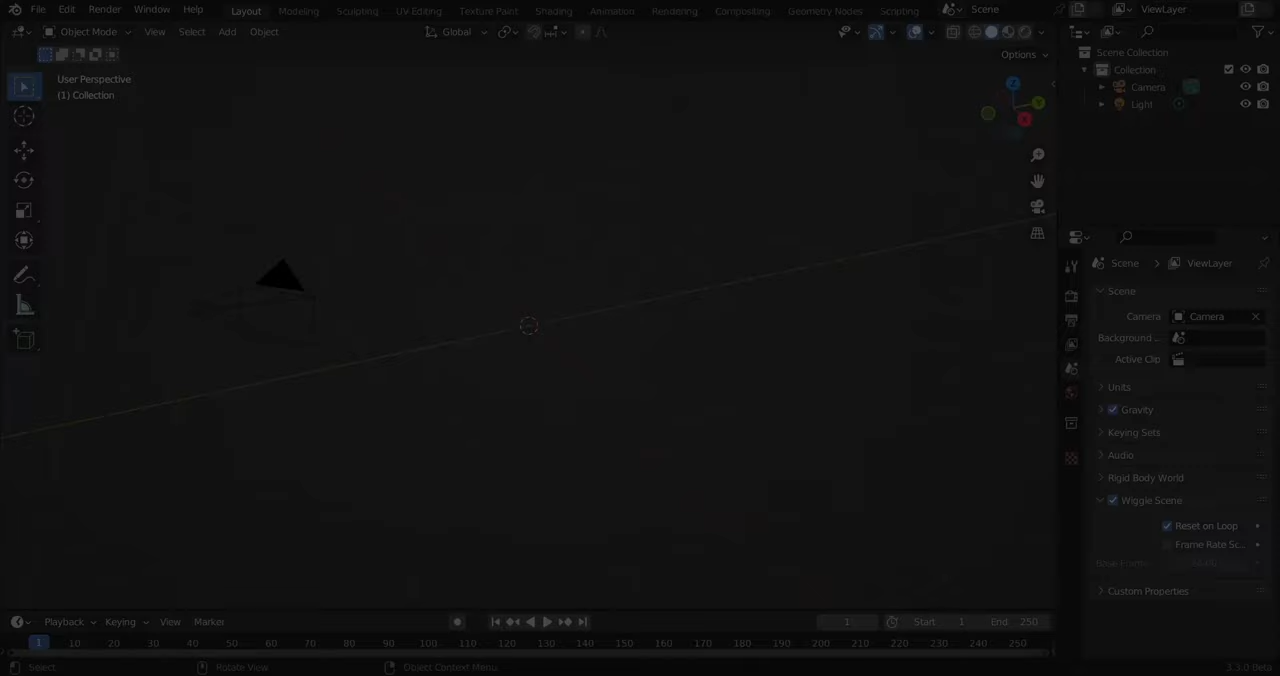 File Edit Render Window Help Layout Modeling Sculpting UV Editing Texture Paint Shading Animation Rendering Compositing Geometry Nodes Scripting Scene ViewLayer
Object Mode View Select Add Object Global
Options
User Perspective
(1) Collection
Scene Collection
Collection
Camera
Light
Z
Y
X
Scene > ViewLayer
Scene
Camera Camera
Background ...
Active Clip
Units
Gravity
Keying Sets
Audio
Rigid Body World
Wiggle Scene
Reset on Loop
Frame Rate Sc...
Custom Properties
Playback Keying View Marker 1 Start 1 End 250
1 10 20 30 40 50 60 70 80 90 100 110 120 130 140 150 160 170 180 190 200 210 220 230 240 250
Select Rotate View Object Context Menu 3.3.0 Beta